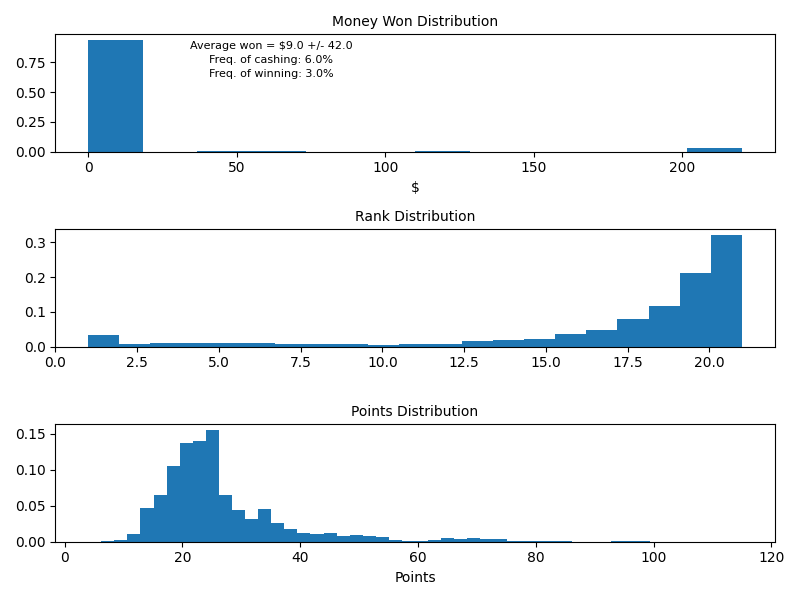 Money Won Distribution
Average won = $9.0 +/- 42.0
Freq. of cashing: 6.0%
Freq. of winning: 3.0%
0.75
0.50
0.25
0.00
0 50 100 150 200
$
Rank Distribution
0.3
0.2
0.1
0.0
0.0 2.5 5.0 7.5 10.0 12.5 15.0 17.5 20.0
Points Distribution
0.15
0.10
0.05
0.00
0 20 40 60 80 100 120
Points